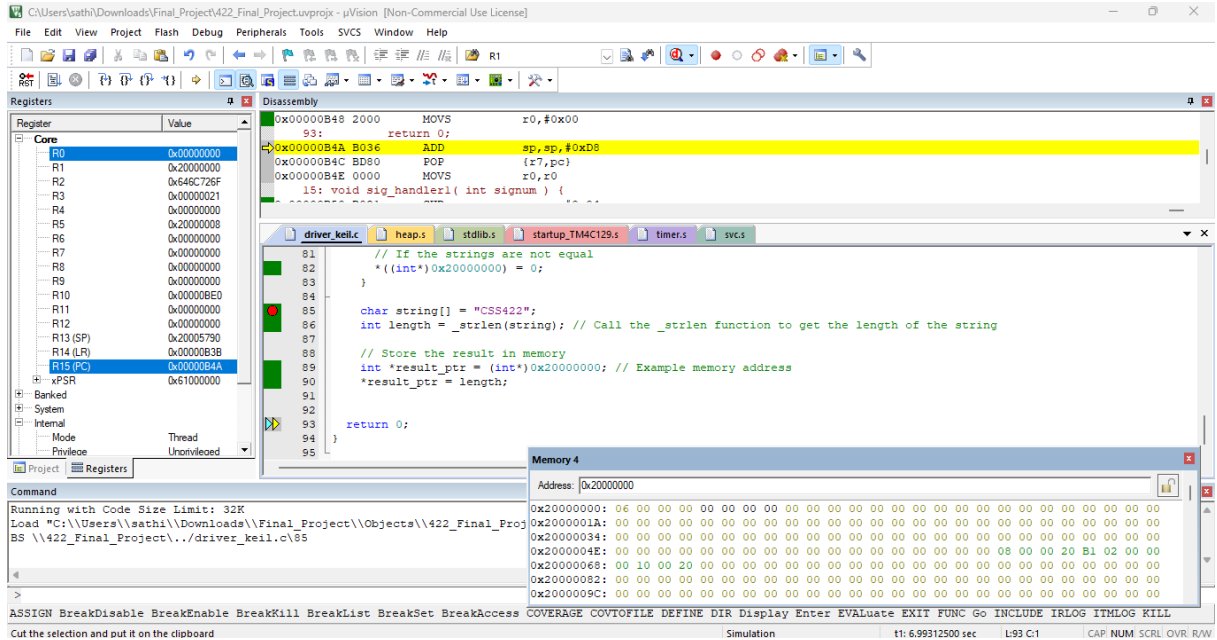 C:\Users\sathi\Downloads\Final_Project\422_Final_Project.uvprojx - µVision [Non-Commercial Use License]
File Edit View Project Flash Debug Peripherals Tools SVCS Window Help
R1
RST
Registers
Register Value
Core
R0 0x00000000
R1 0x20000000
R2 0x646C726F
R3 0x00000021
R4 0x00000000
R5 0x20000008
R6 0x00000000
R7 0x00000000
R8 0x00000000
R9 0x00000000
R10 0x00000BE0
R11 0x00000000
R12 0x00000000
R13 (SP) 0x20005790
R14 (LR) 0x00000B3B
R15 (PC) 0x00000B4A
xPSR 0x61000000
Banked
System
Internal
Mode Thread
Privilege Unprivileged
Project Registers
Disassembly
0x00000B48 2000 MOVS r0,#0x00
93: return 0;
0x00000B4A B036 ADD sp,sp,#0xD8
0x00000B4C BD80 POP {r7,pc}
0x00000B4E 0000 MOVS r0,r0
15: void sig_handler1( int signum ) {
driver_keil.c heap.s stdlib.s startup_TM4C129.s timer.s svc.s
81 // If the strings are not equal
82 *((int*)0x20000000) = 0;
83 }
84
85 char string[] = "CSS422";
86 int length = _strlen(string); // Call the _strlen function to get the length of the string
87
88 // Store the result in memory
89 int *result_ptr = (int*)0x20000000; // Example memory address
90 *result_ptr = length;
91
92
93 return 0;
94 }
95
Command
Running with Code Size Limit: 32K
Load "C:\\Users\\sathi\\Downloads\\Final_Project\\Objects\\422_Final_Proj
BS \\422_Final_Project\../driver_keil.c\85
>
Memory 4
Address: 0x20000000
0x20000000: 06 00 00 00 00 00 00 00 00 00 00 00 00 00 00 00 00 00 00 00 00 00 00 00 00 00
0x2000001A: 00 00 00 00 00 00 00 00 00 00 00 00 00 00 00 00 00 00 00 00 00 00 00 00 00 00
0x20000034: 00 00 00 00 00 00 00 00 00 00 00 00 00 00 00 00 00 00 00 00 00 00 00 00 00 00
0x2000004E: 00 00 00 00 00 00 00 00 00 00 00 00 00 00 00 00 00 00 08 00 00 20 B1 02 00 00
0x20000068: 00 10 00 20 00 00 00 00 00 00 00 00 00 00 00 00 00 00 00 00 00 00 00 00 00 00
0x20000082: 00 00 00 00 00 00 00 00 00 00 00 00 00 00 00 00 00 00 00 00 00 00 00 00 00 00
0x2000009C: 00 00 00 00 00 00 00 00 00 00 00 00 00 00 00 00 00 00 00 00 00 00 00 00 00 00
ASSIGN BreakDisable BreakEnable BreakKill BreakList BreakSet BreakAccess COVERAGE COVTOFILE DEFINE DIR Display Enter EVALuate EXIT FUNC Go INCLUDE IRLOG ITMLOG KILL
Cut the selection and put it on the clipboard Simulation t1: 6.99312500 sec L:93 C:1 CAP NUM SCRL OVR R/W